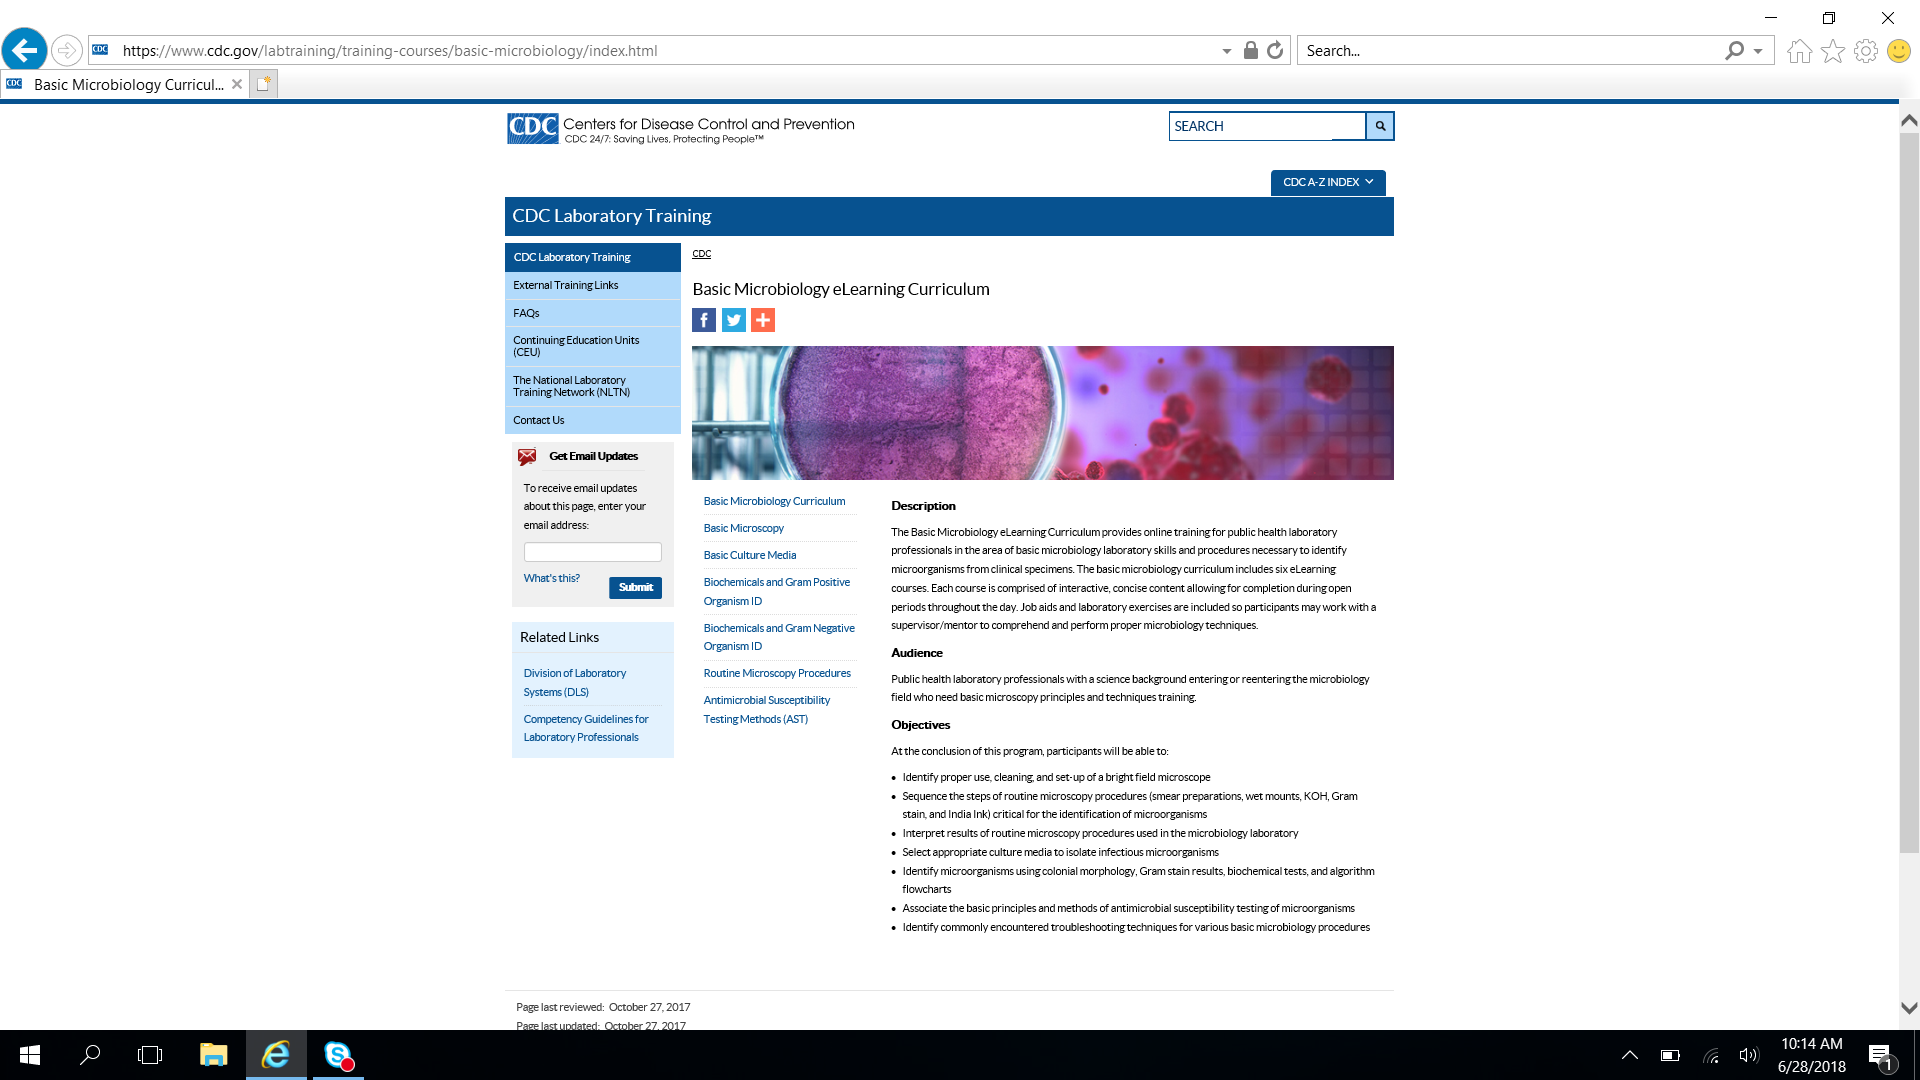 https://www.cdc.gov/labtraining/training-courses/basic-microbiology/index.html
Search...
CDC
Basic Microbiology Curricul...
CDC
CDC
Centers for Disease Control and Prevention
CDC 24/7: Saving Lives, Protecting People™
SEARCH
CDC A-Z INDEX
CDC Laboratory Training
CDC Laboratory Training
External Training Links
FAQs
Continuing Education Units
(CEU)
The National Laboratory
Training Network (NLTN)
Contact Us
Get Email Updates
To receive email updates
about this page, enter your
email address:
What's this?
Submit
Related Links
Division of Laboratory
Systems (DLS)
Competency Guidelines for
Laboratory Professionals
CDC
Basic Microbiology eLearning Curriculum
Basic Microbiology Curriculum
Basic Microscopy
Basic Culture Media
Biochemicals and Gram Positive
Organism ID
Biochemicals and Gram Negative
Organism ID
Routine Microscopy Procedures
Antimicrobial Susceptibility
Testing Methods (AST)
Description
The Basic Microbiology eLearning Curriculum provides online training for public health laboratory
professionals in the area of basic microbiology laboratory skills and procedures necessary to identify
microorganisms from clinical specimens. The basic microbiology curriculum includes six eLearning
courses. Each course is comprised of interactive, concise content allowing for completion during open
periods throughout the day. Job aids and laboratory exercises are included so participants may work with a
supervisor/mentor to comprehend and perform proper microbiology techniques.
Audience
Public health laboratory professionals with a science background entering or reentering the microbiology
field who need basic microscopy principles and techniques training.
Objectives
At the conclusion of this program, participants will be able to:
• Identify proper use, cleaning, and set-up of a bright field microscope
• Sequence the steps of routine microscopy procedures (smear preparations, wet mounts, KOH, Gram
stain, and India Ink) critical for the identification of microorganisms
• Interpret results of routine microscopy procedures used in the microbiology laboratory
• Select appropriate culture media to isolate infectious microorganisms
• Identify microorganisms using colonial morphology, Gram stain results, biochemical tests, and algorithm
flowcharts
• Associate the basic principles and methods of antimicrobial susceptibility testing of microorganisms
• Identify commonly encountered troubleshooting techniques for various basic microbiology procedures
Page last reviewed: October 27, 2017
Page last updated: October 27, 2017
10:14 AM
6/28/2018
1